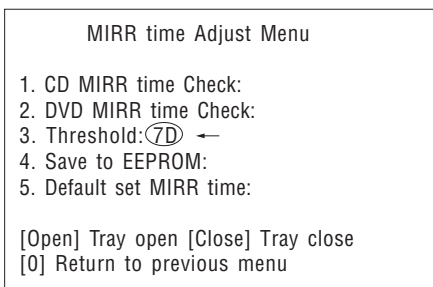 MIRR time Adjust Menu
1. CD MIRR time Check:
2. DVD MIRR time Check:
3. Threshold:7D ←
4. Save to EEPROM:
5. Default set MIRR time:
[Open] Tray open [Close] Tray close
[0] Return to previous menu